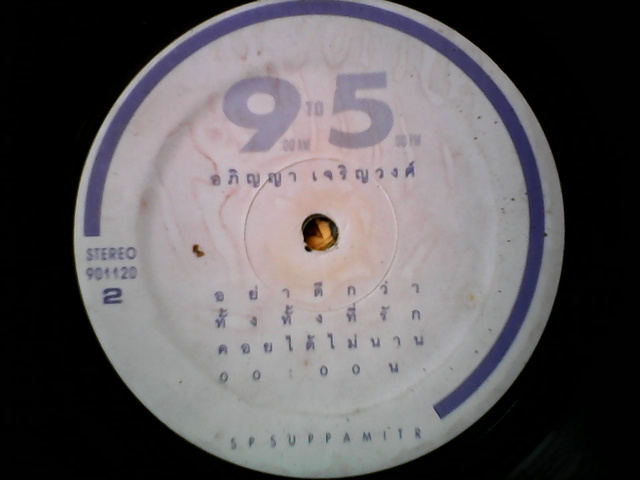 9 TO 5
:00 AM :00 PM
อภิญญา เจริญวงศ์
STEREO
901120
2
อย่าดีกว่า
ทั้งทั้งที่รัก
คอยได้ไม่นาน
00:00 น
SP SUPPAMITR